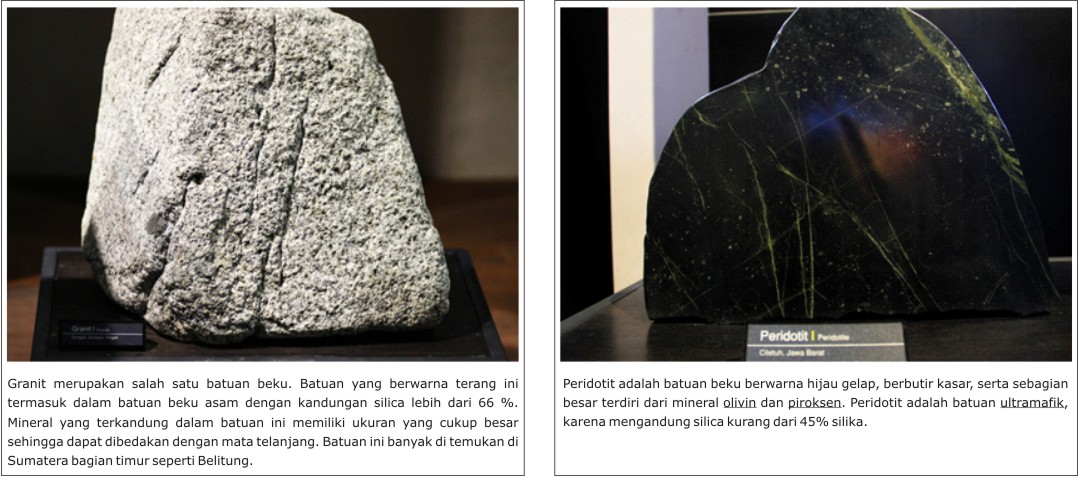 Granit |
Peridotit | Peridotite
Ciletuh, Jawa Barat
Granit merupakan salah satu batuan beku. Batuan yang berwarna terang ini
termasuk dalam batuan beku asam dengan kandungan silica lebih dari 66 %.
Mineral yang terkandung dalam batuan ini memiliki ukuran yang cukup besar
sehingga dapat dibedakan dengan mata telanjang. Batuan ini banyak di temukan di
Sumatera bagian timur seperti Belitung.
Peridotit adalah batuan beku berwarna hijau gelap, berbutir kasar, serta sebagian
besar terdiri dari mineral olivin dan piroksen. Peridotit adalah batuan ultramafik,
karena mengandung silica kurang dari 45% silika.